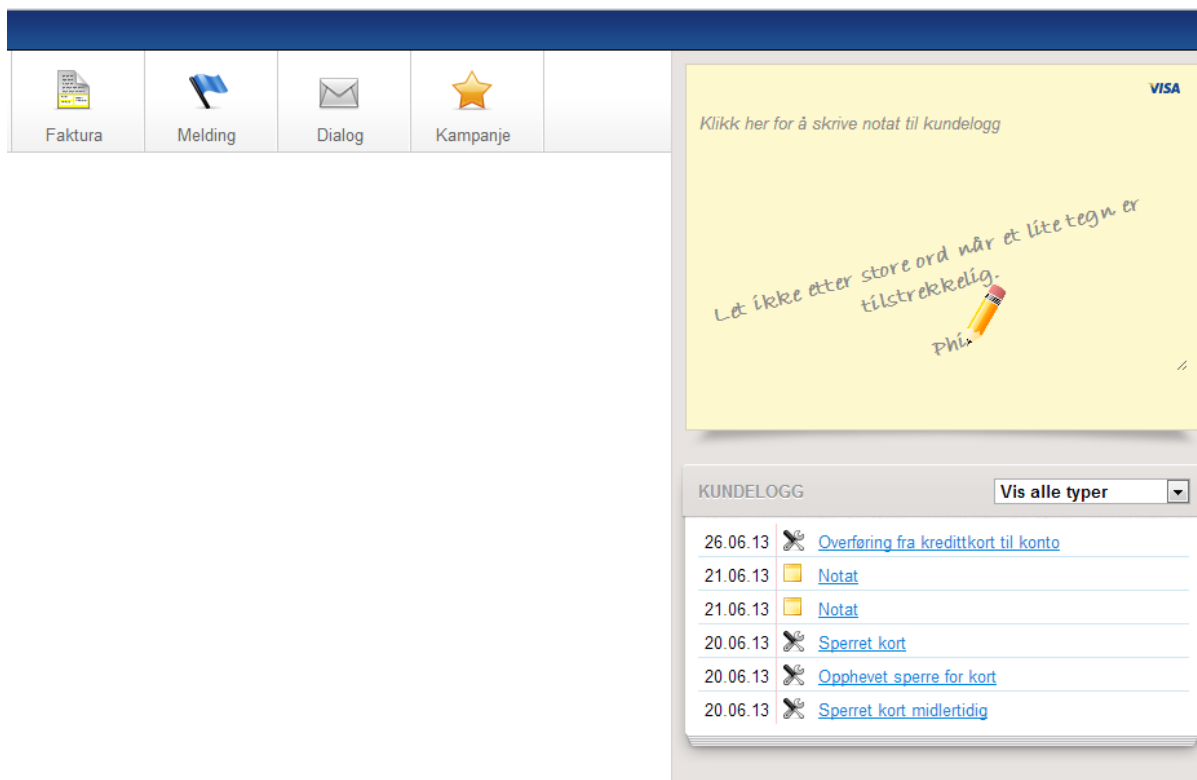 Faktura
Melding
Dialog
Kampanje
VISA
Klikk her for å skrive notat til kundelogg
Let ikke etter store ord når et lite tegn er
tilstrekkelig.
Phi
KUNDELOGG
Vis alle typer
26.06.13 Overføring fra kredittkort til konto
21.06.13 Notat
21.06.13 Notat
20.06.13 Sperret kort
20.06.13 Opphevet sperre for kort
20.06.13 Sperret kort midlertidig